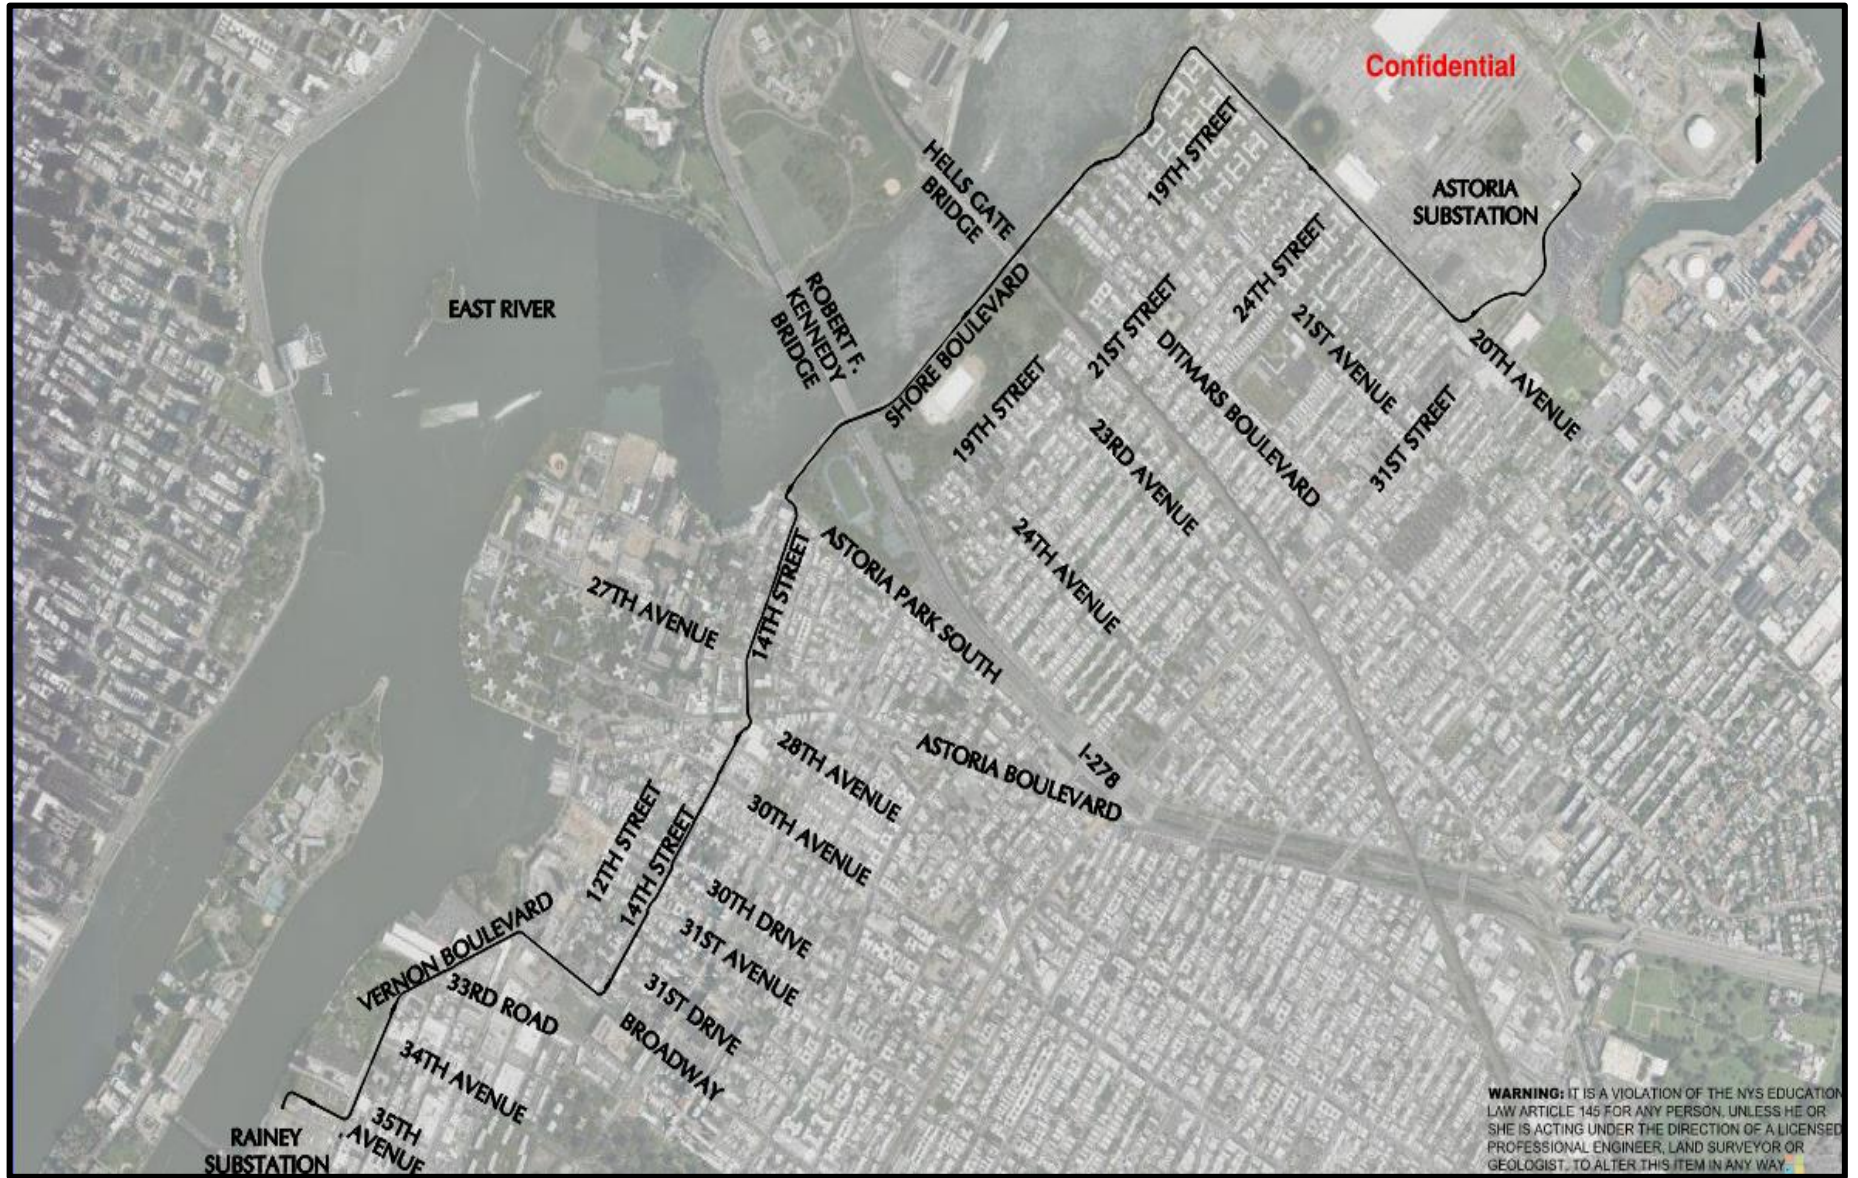 Confidential
HELLS GATE
BRIDGE
19TH STREET
ASTORIA
SUBSTATION
EAST RIVER
ROBERT F.
KENNEDY
BRIDGE
SHORE BOULEVARD
21ST STREET
24TH STREET
21ST AVENUE
20TH AVENUE
DITMARS BOULEVARD
31ST STREET
19TH STREET
23RD AVENUE
24TH AVENUE
27TH AVENUE
14TH STREET
ASTORIA PARK SOUTH
28TH AVENUE
ASTORIA BOULEVARD
I-278
12TH STREET
14TH STREET
30TH AVENUE
30TH DRIVE
31ST AVENUE
31ST DRIVE
BROADWAY
VERNON BOULEVARD
33RD ROAD
34TH AVENUE
35TH
AVENUE
RAINEY
SUBSTATION
WARNING: IT IS A VIOLATION OF THE NYS EDUCATION
LAW ARTICLE 145 FOR ANY PERSON, UNLESS HE OR
SHE IS ACTING UNDER THE DIRECTION OF A LICENSED
PROFESSIONAL ENGINEER, LAND SURVEYOR OR
GEOLOGIST, TO ALTER THIS ITEM IN ANY WAY.